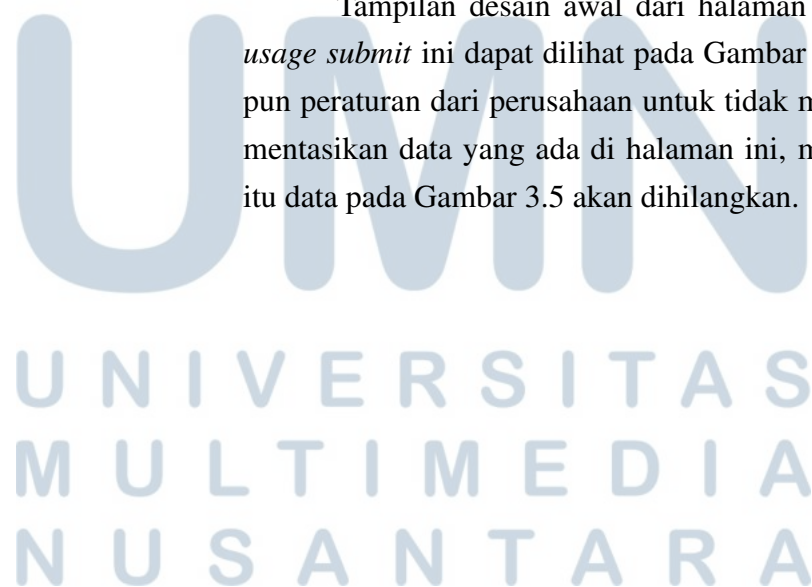 Tampilan desain awal dari halaman
usage submit ini dapat dilihat pada Gambar
pun peraturan dari perusahaan untuk tidak
mentasikan data yang ada di halaman ini,
itu data pada Gambar 3.5 akan dihilangkan.
UMN
UNIVERSITAS
MULTIMEDIA
NUSANTARA